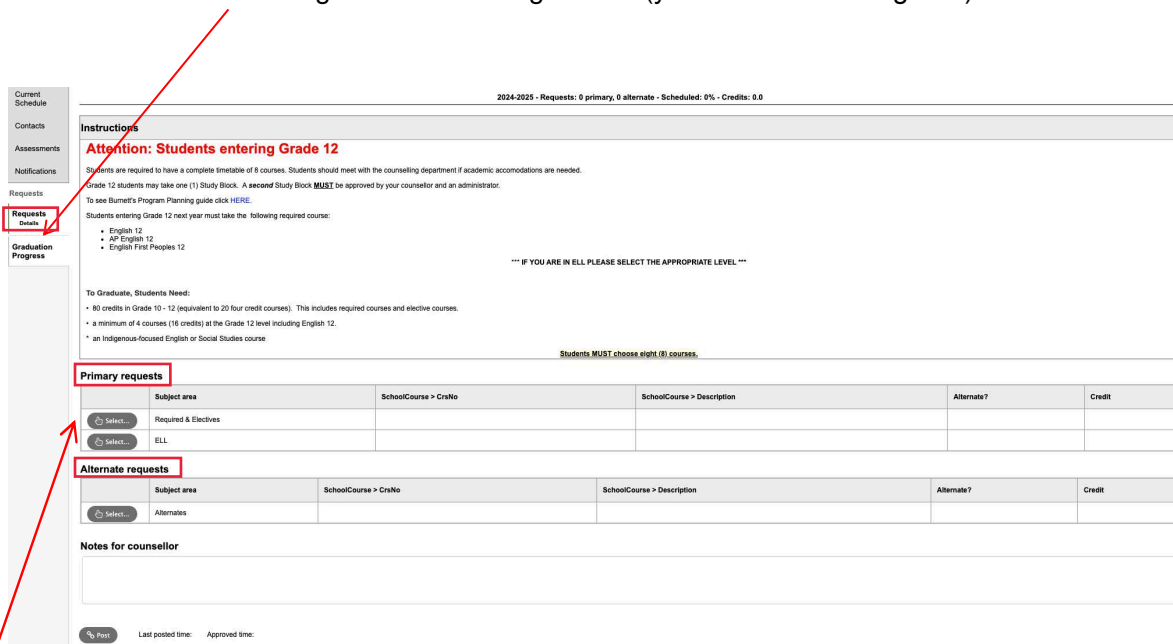 Current
Schedule
Contacts
Assessments
Notifications
Requests
Requests
Details
Graduation
Progress
2024-2025 - Requests: 0 primary, 0 alternate - Scheduled: 0% - Credits: 0.0
Instructions
Attention: Students entering Grade 12
Students are required to have a complete timetable of 8 courses. Students should meet with the counselling department if academic accomodations are needed.
Grade 12 students may take one (1) Study Block. A second Study Block MUST be approved by your counsellor and an administrator.
To see Burnett's Program Planning guide click HERE.
Students entering Grade 12 next year must take the following required course:
• English 12
• AP English 12
• English First Peoples 12
*** IF YOU ARE IN ELL PLEASE SELECT THE APPROPRIATE LEVEL ***
To Graduate, Students Need:
• 80 credits in Grade 10 - 12 (equivalent to 20 four credit courses). This includes required courses and elective courses.
• a minimum of 4 courses (16 credits) at the Grade 12 level including English 12.
* an Indigenous-focused English or Social Studies course
Students MUST choose eight (8) courses.
Primary requests
Subject area SchoolCourse > CrsNo SchoolCourse > Description Alternate? Credit
Select... Required & Electives
Select... ELL
Alternate requests
Subject area SchoolCourse > CrsNo SchoolCourse > Description Alternate? Credit
Select... Alternates
Notes for counsellor
Post Last posted time: Approved time: